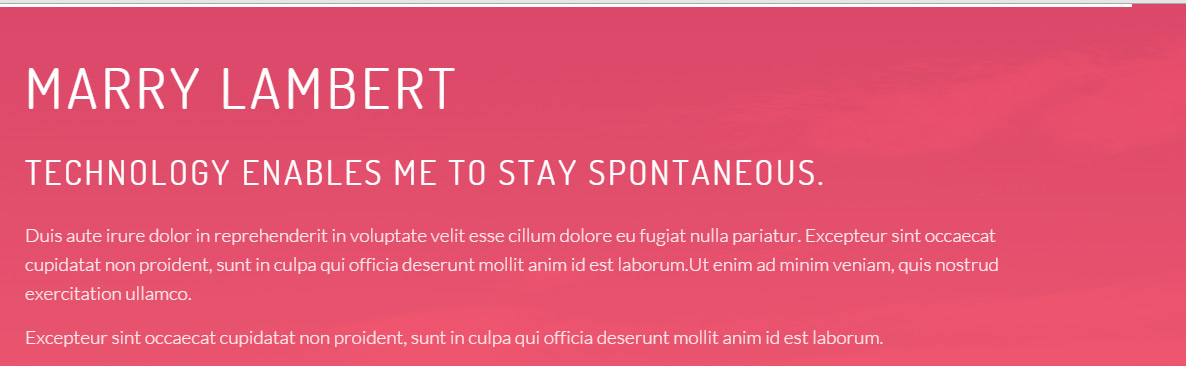 MARRY LAMBERT
TECHNOLOGY ENABLES ME TO STAY SPONTANEOUS.
Duis aute irure dolor in reprehenderit in voluptate velit esse cillum dolore eu fugiat nulla pariatur. Excepteur sint occaecat
cupidatat non proident, sunt in culpa qui officia deserunt mollit anim id est laborum.Ut enim ad minim veniam, quis nostrud
exercitation ullamco.
Excepteur sint occaecat cupidatat non proident, sunt in culpa qui officia deserunt mollit anim id est laborum.